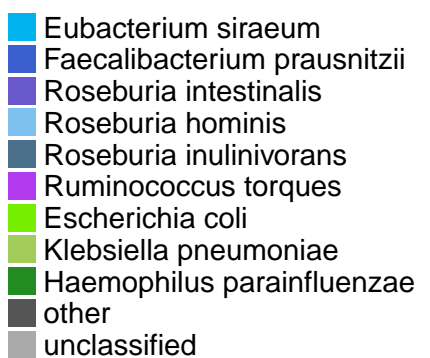 Eubacterium siraeum
Faecalibacterium prausnitzii
Roseburia intestinalis
Roseburia hominis
Roseburia inulinivorans
Ruminococcus torques
Escherichia coli
Klebsiella pneumoniae
Haemophilus parainfluenzae
other
unclassified